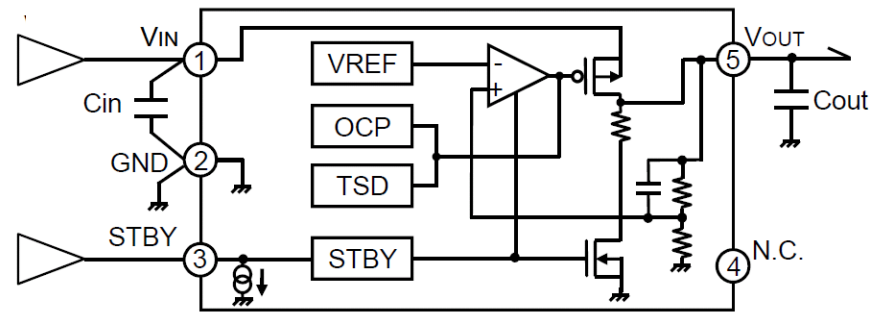 VIN
1
VREF
-
+
VOUT
5
Cin
OCP
Cout
GND
2
TSD
STBY
3
STBY
N.C.
4